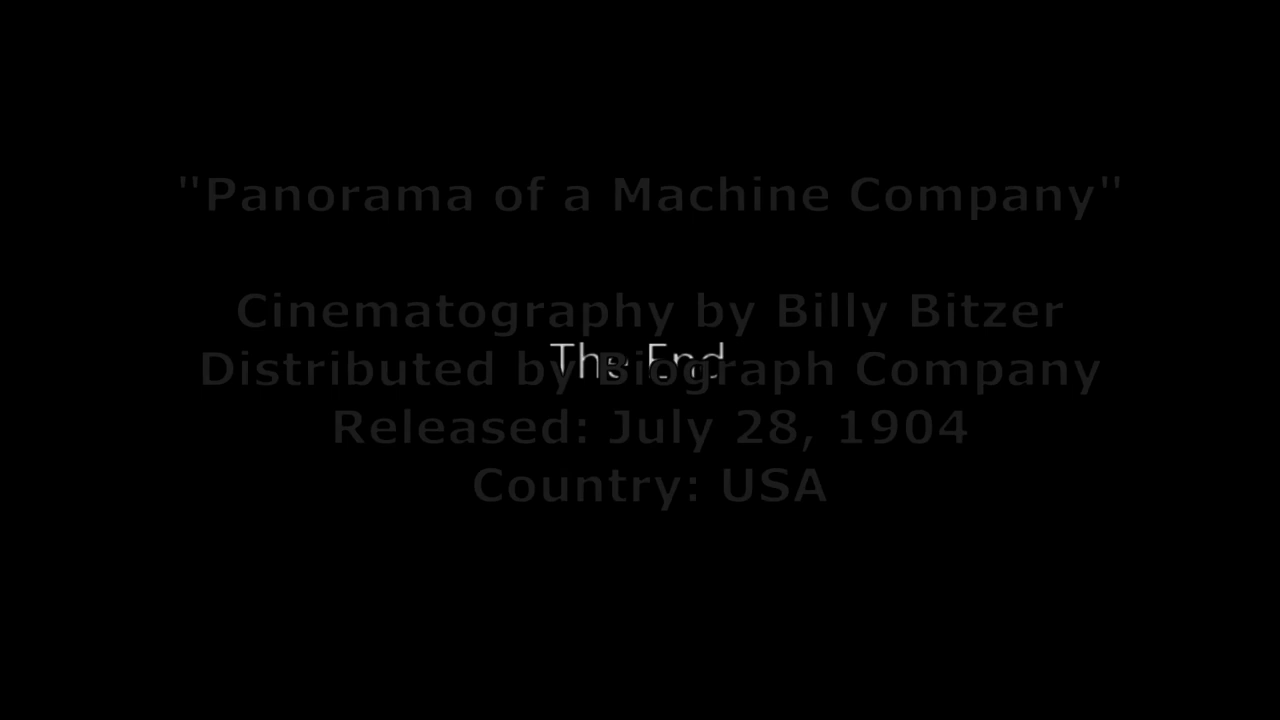 "Panorama of a Machine Company"
Cinematography by Billy Bitzer
The End
Distributed by Biograph Company
Released: July 28, 1904
Country: USA